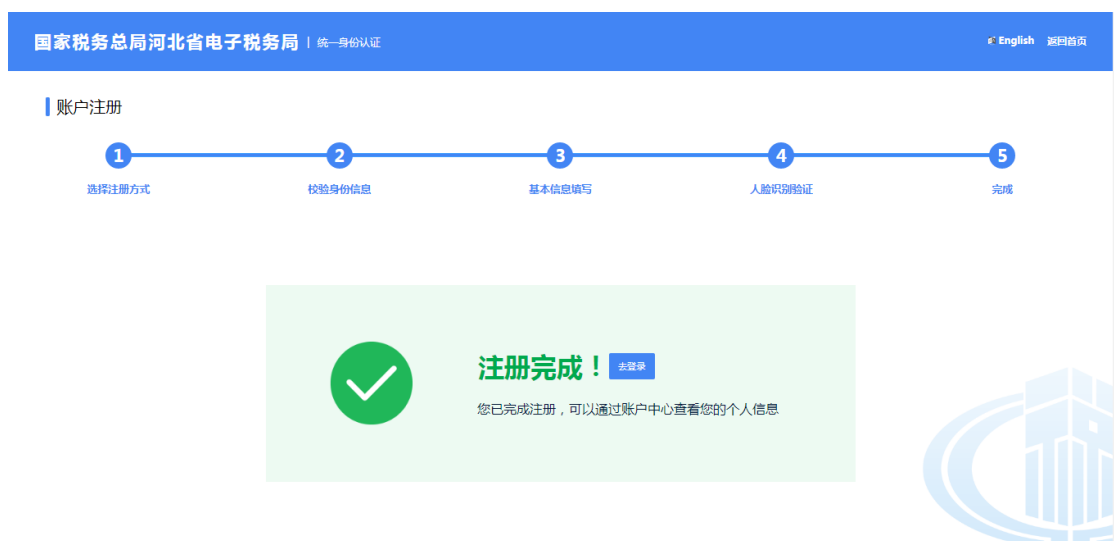 国家税务总局河北省电子税务局 | 统一身份认证
English 返回首页
账户注册
1 2 3 4 5
选择注册方式 校验身份信息 基本信息填写 人脸识别验证 完成
注册完成！ 去登录
您已完成注册，可以通过账户中心查看您的个人信息